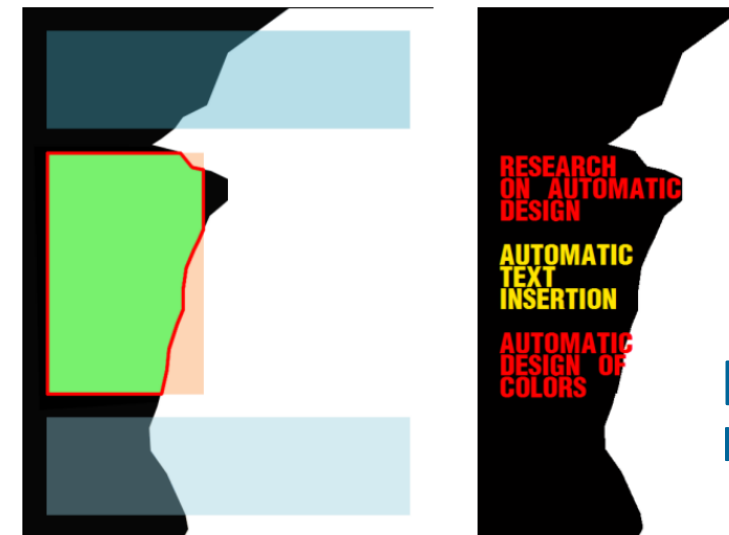 RESEARCH
ON AUTOMATIC
DESIGN
AUTOMATIC
TEXT
INSERTION
AUTOMATIC
DESIGN OF
COLORS